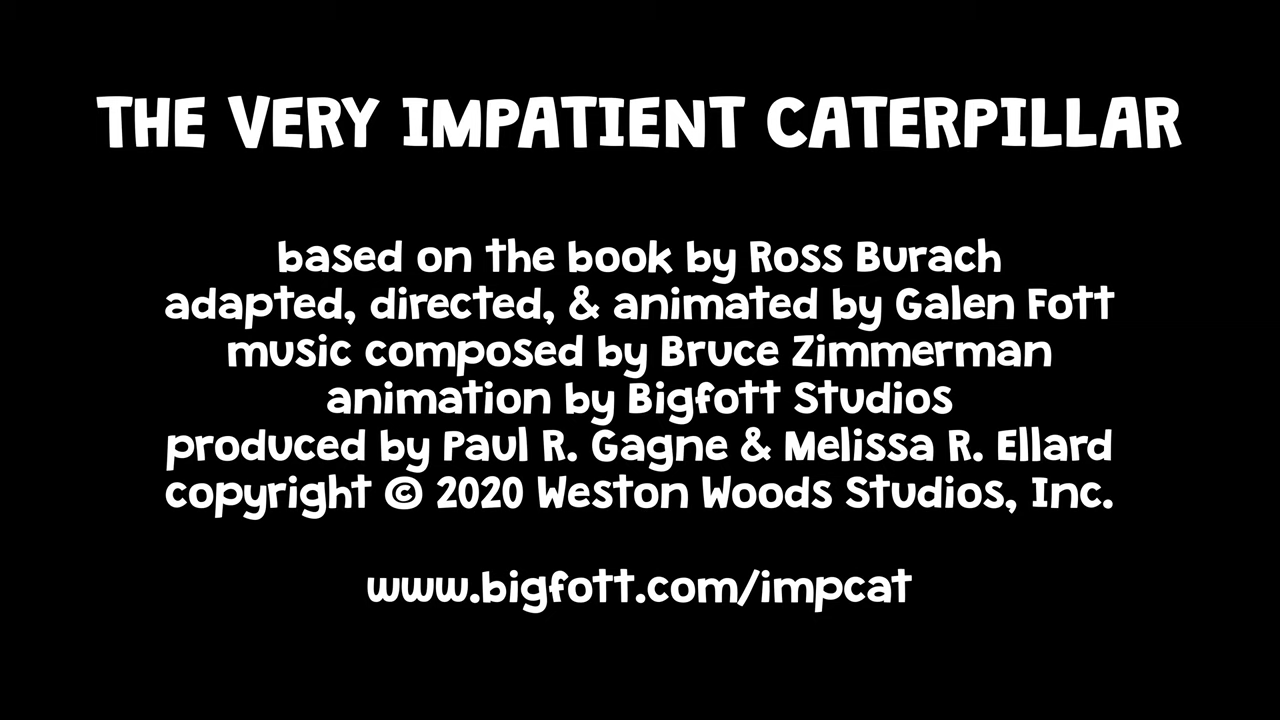 THE VERY IMPATIENT CATERPILLAR
based on the book by Ross Burach
adapted, directed, & animated by Galen Fott
music composed by Bruce Zimmerman
animation by Bigfott Studios
produced by Paul R. Gagne & Melissa R. Ellard
copyright © 2020 Weston Woods Studios, Inc.
www.bigfott.com/impcat